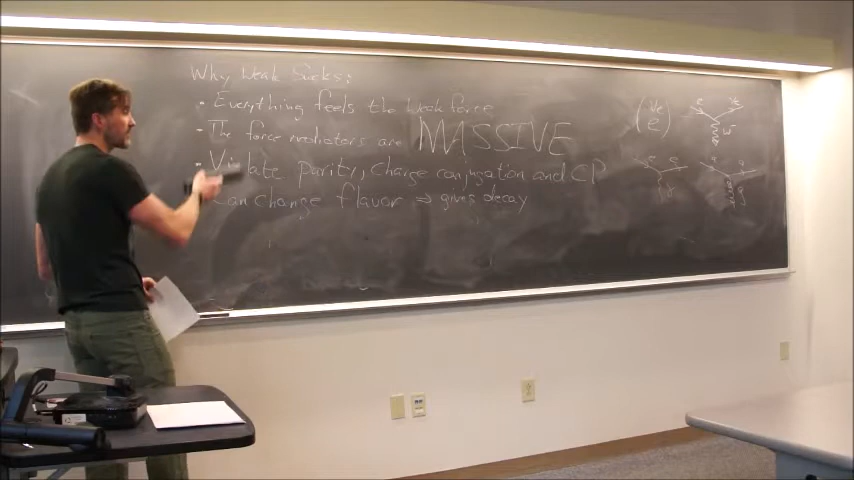 Why Weak Sucks:
• Everything feels the weak force
• The force mediators are MASSIVE
• Violate parity, charge conjugation and CP
Can change flavor ⇒ gives decay